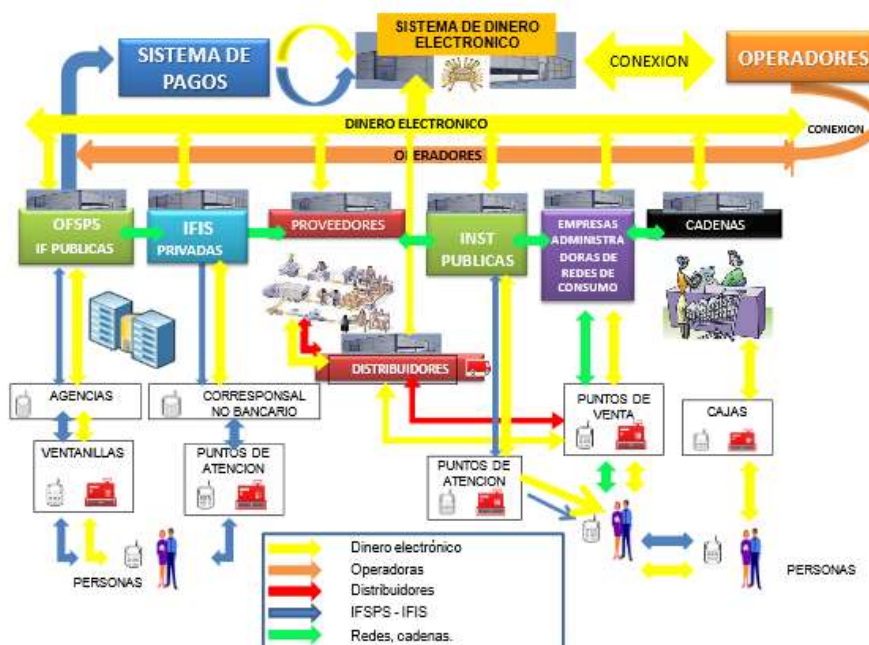 SISTEMA DE DINERO
ELECTRONICO
SISTEMA DE
PAGOS
CONEXION
OPERADORES
DINERO ELECTRONICO
CONEXION
OPERADORES
OFSPS
IF PUBLICAS
IFIS
PRIVADAS
PROVEEDORES
INST
PUBLICAS
EMPRESAS
ADMINISTRA
DORAS DE
REDES DE
CONSUMO
CADENAS
DISTRIBUIDORES
AGENCIAS
CORRESPONSAL
NO BANCARIO
PUNTOS DE
VENTA
CAJAS
VENTANILLAS
PUNTOS DE
ATENCION
PUNTOS DE
ATENCION
PERSONAS
PERSONAS
Dinero electrónico
Operadoras
Distribuidores
IFSPS - IFIS
Redes, cadenas.